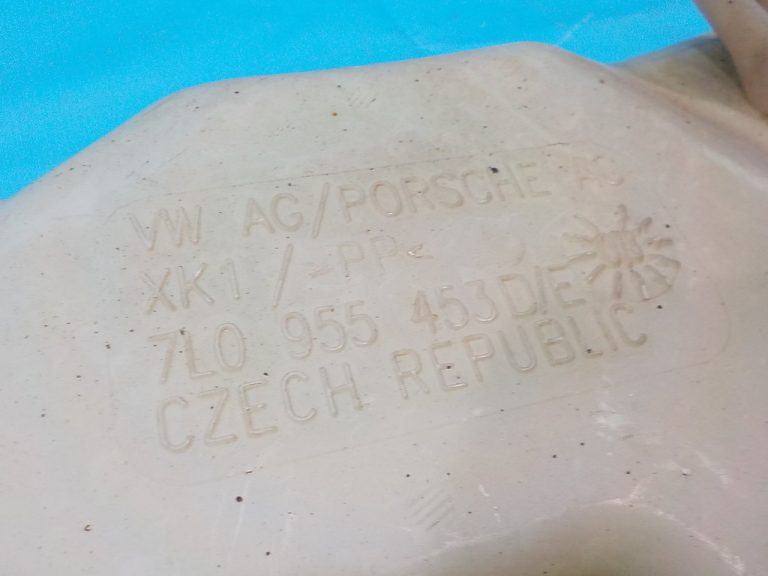 VW AG/PORSCHE AG
XK1 / >PP<
7L0 955 453D/E
CZECH REPUBLIC